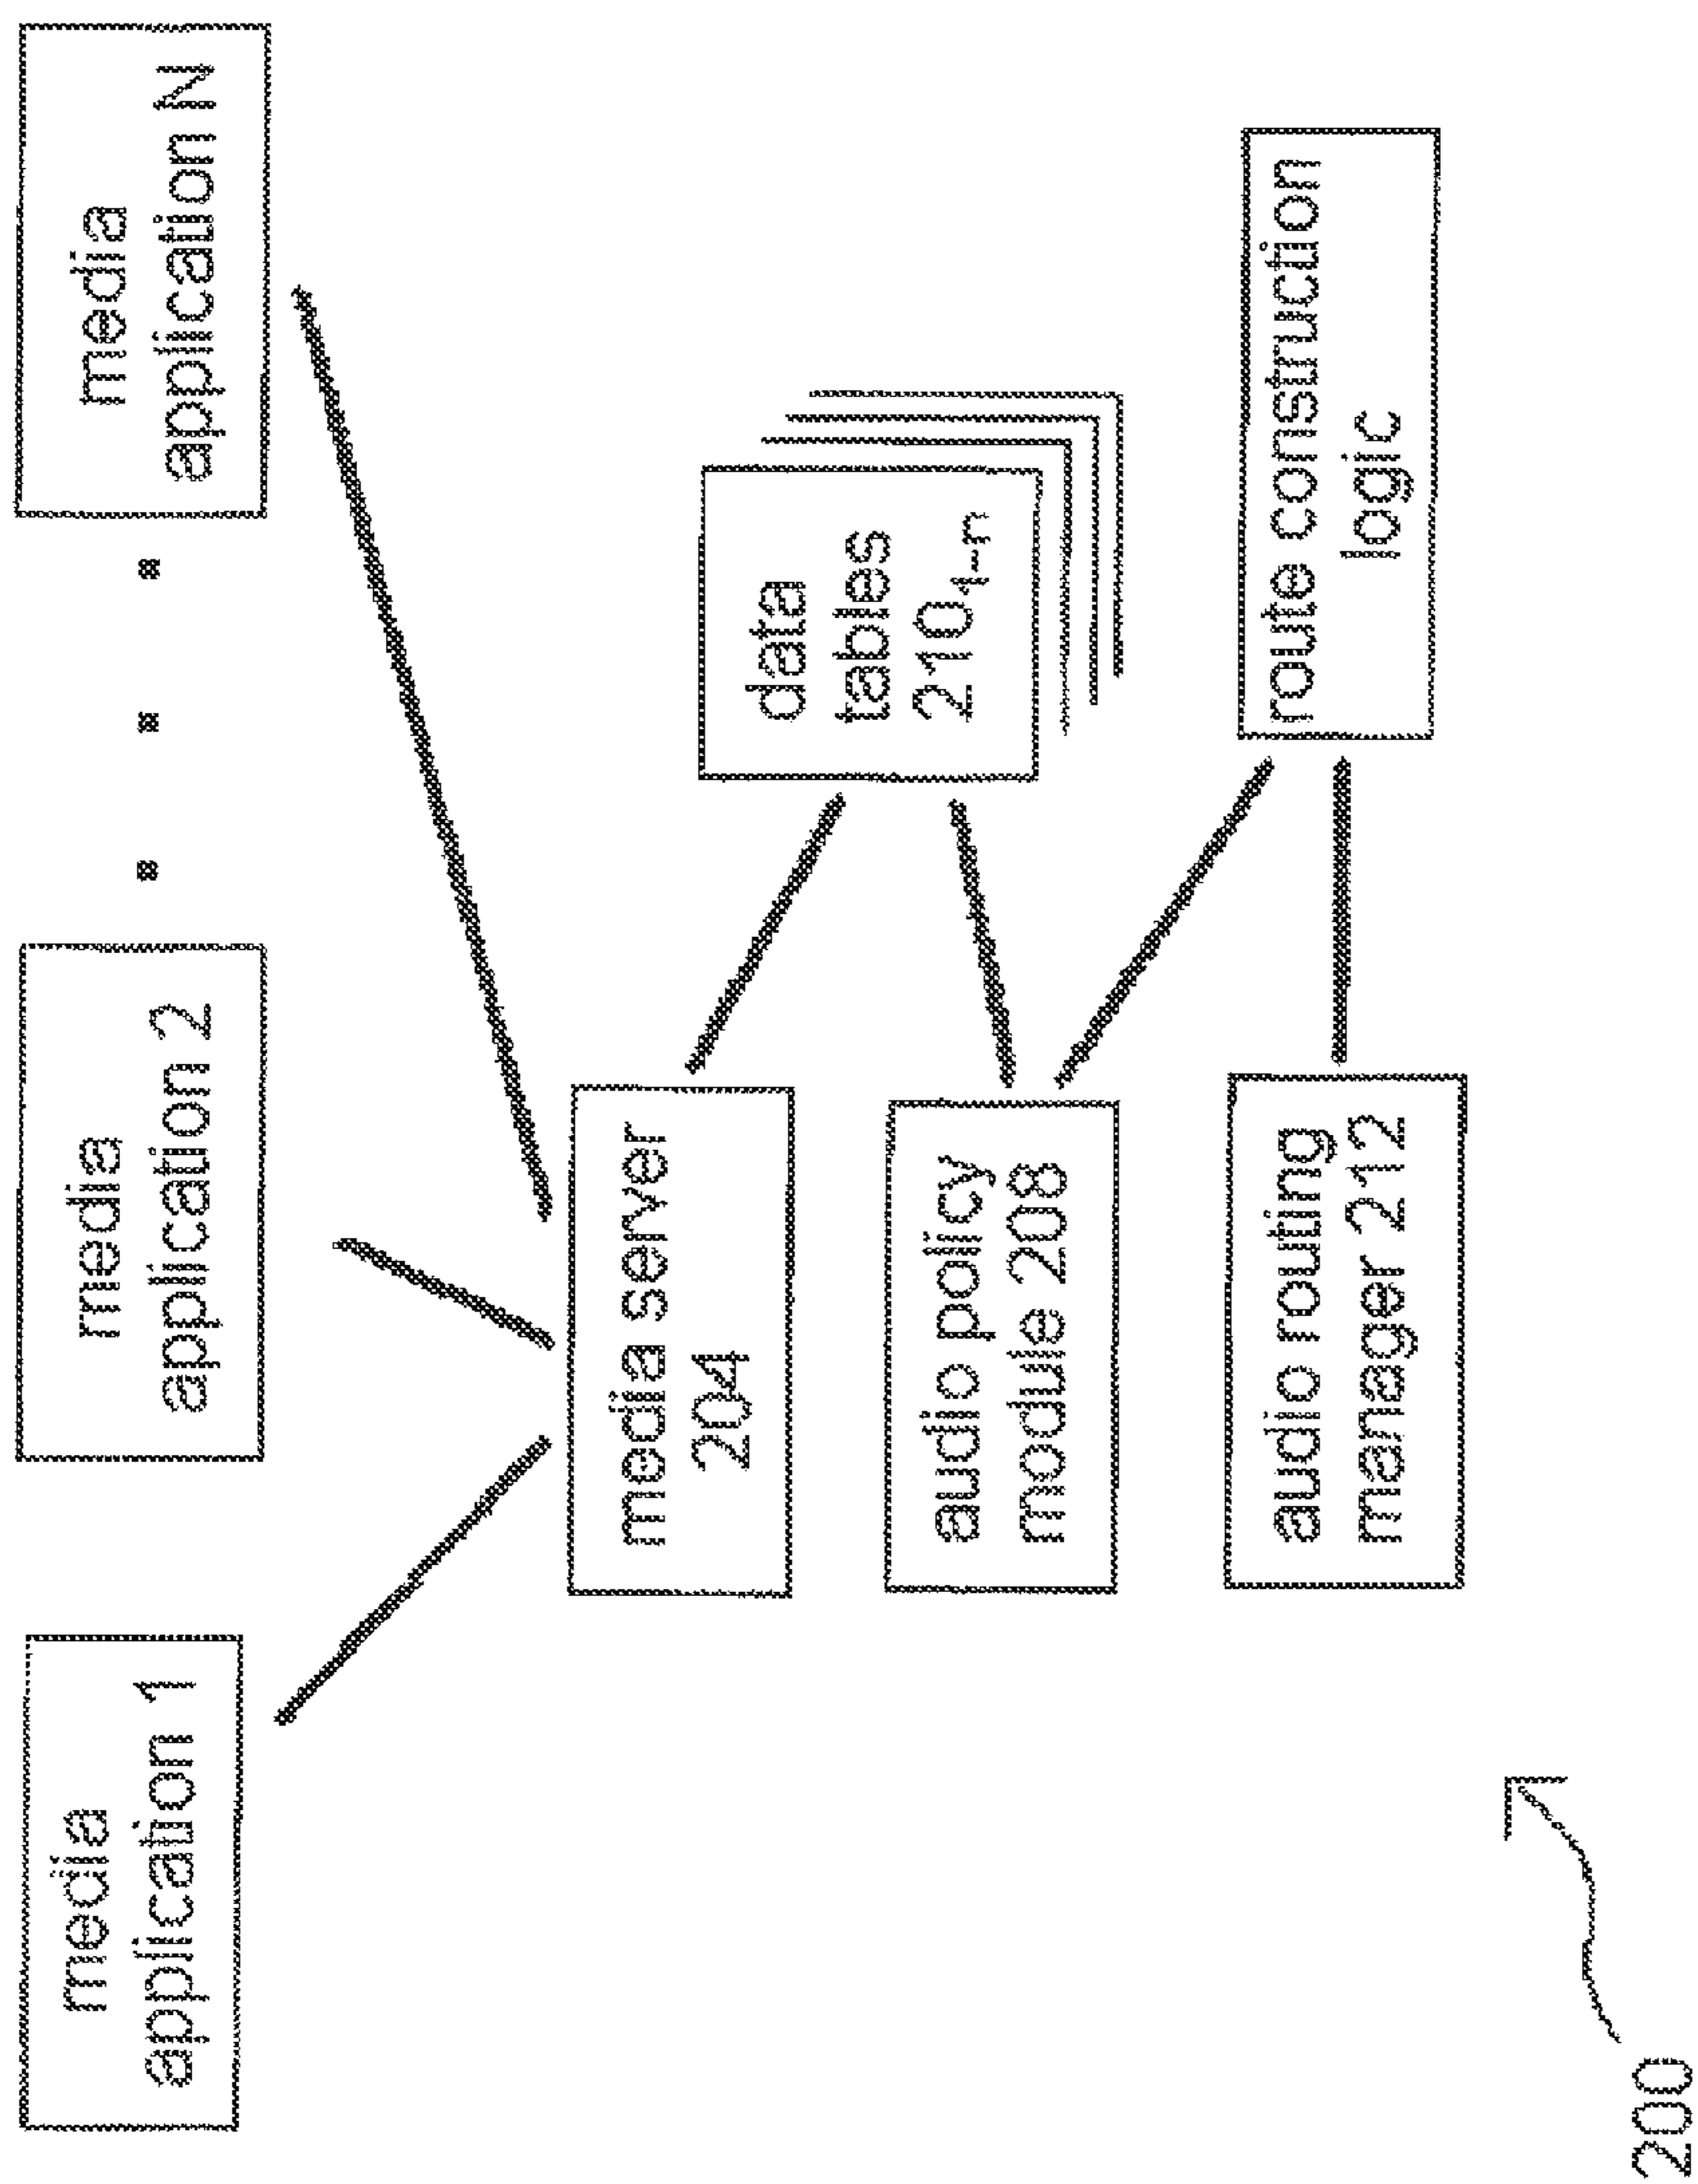 media
application 1
media
application 2
media
application N
media server
204
data
tables
210₁₋ₙ
audio policy
module 208
audio routing
manager 212
route construction
logic
200